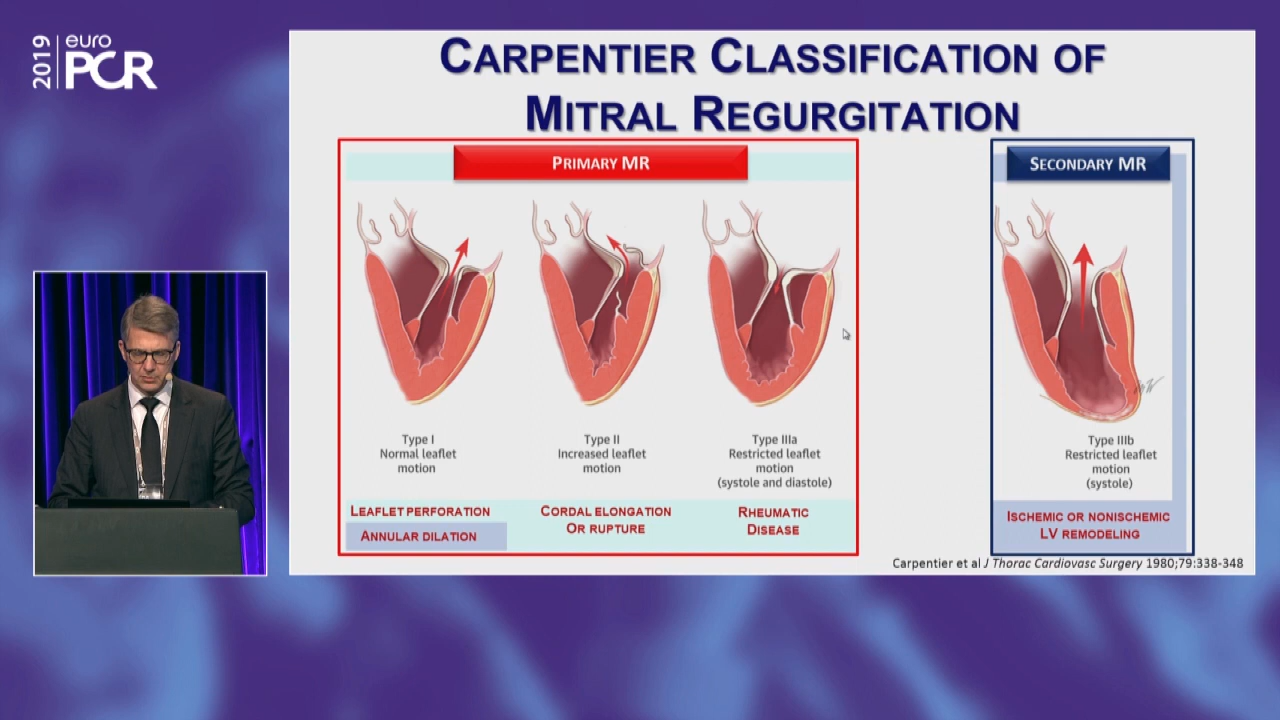 2019
euro
PCR
CARPENTIER CLASSIFICATION OF
MITRAL REGURGITATION
PRIMARY MR
Type I
Normal leaflet
motion
LEAFLET PERFORATION
ANNULAR DILATION
Type II
Increased leaflet
motion
CORDAL ELONGATION
OR RUPTURE
Type IIIa
Restricted leaflet
motion
(systole and diastole)
RHEUMATIC
DISEASE
SECONDARY MR
Type IIIb
Restricted leaflet
motion
(systole)
ISCHEMIC OR NONISCHEMIC
LV REMODELING
Carpentier et al J Thorac Cardiovasc Surgery 1980;79:338-348